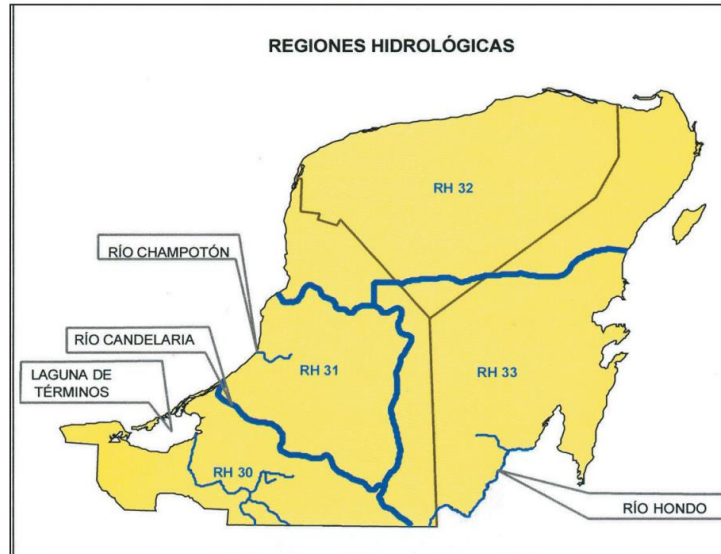 REGIONES HIDROLÓGICAS
RH 32
RÍO CHAMPOTÓN
RÍO CANDELARIA
LAGUNA DE
TÉRMINOS
RH 31
RH 33
RH 30
RÍO HONDO